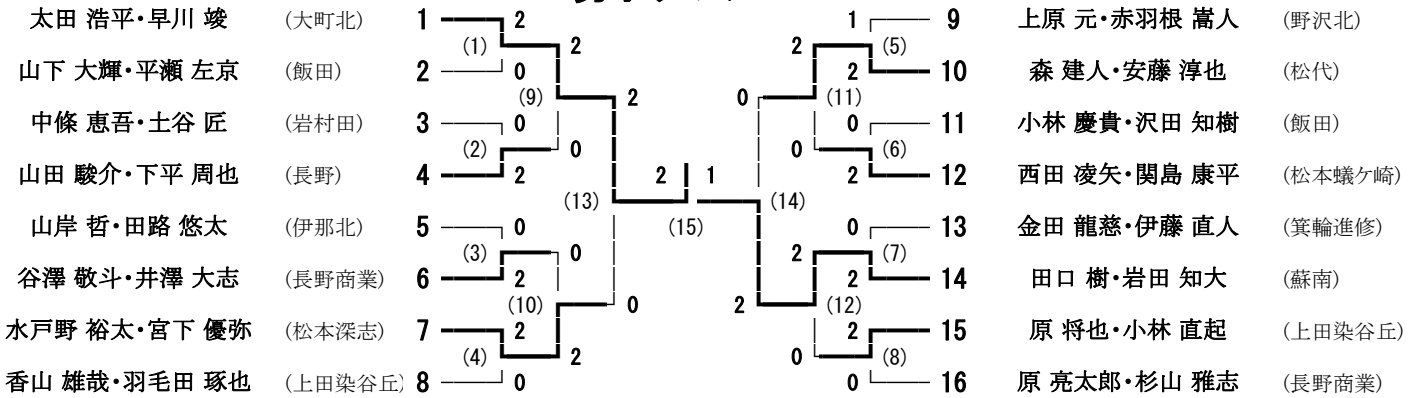 太田 浩平・早川 竣 (大町北) 1 2 1 9 上原 元・赤羽根 嵩人 (野沢北)
(1) 2 2 (5)
山下 大輝・平瀬 左京 (飯田) 2 0 2 10 森 建人・安藤 淳也 (松代)
(9) 2 0 (11)
中條 恵吾・土谷 匠 (岩村田) 3 0 0 11 小林 慶貴・沢田 知樹 (飯田)
(2) 0 0 (6)
山田 駿介・下平 周也 (長野) 4 2 2 1 2 12 西田 凌矢・関島 康平 (松本蟻ケ崎)
(13) (14)
山岸 哲・田路 悠太 (伊那北) 5 0 (15) 0 13 金田 龍慈・伊藤 直人 (箕輪進修)
(3) 0 2 (7)
谷澤 敬斗・井澤 大志 (長野商業) 6 2 2 14 田口 樹・岩田 知大 (蘇南)
(10) 0 2 (12)
水戸野 裕太・宮下 優弥 (松本深志) 7 2 2 15 原 将也・小林 直起 (上田染谷丘)
(4) 2 0 (8)
香山 雄哉・羽毛田 琢也 (上田染谷丘) 8 0 0 16 原 亮太郎・杉山 雅志 (長野商業)